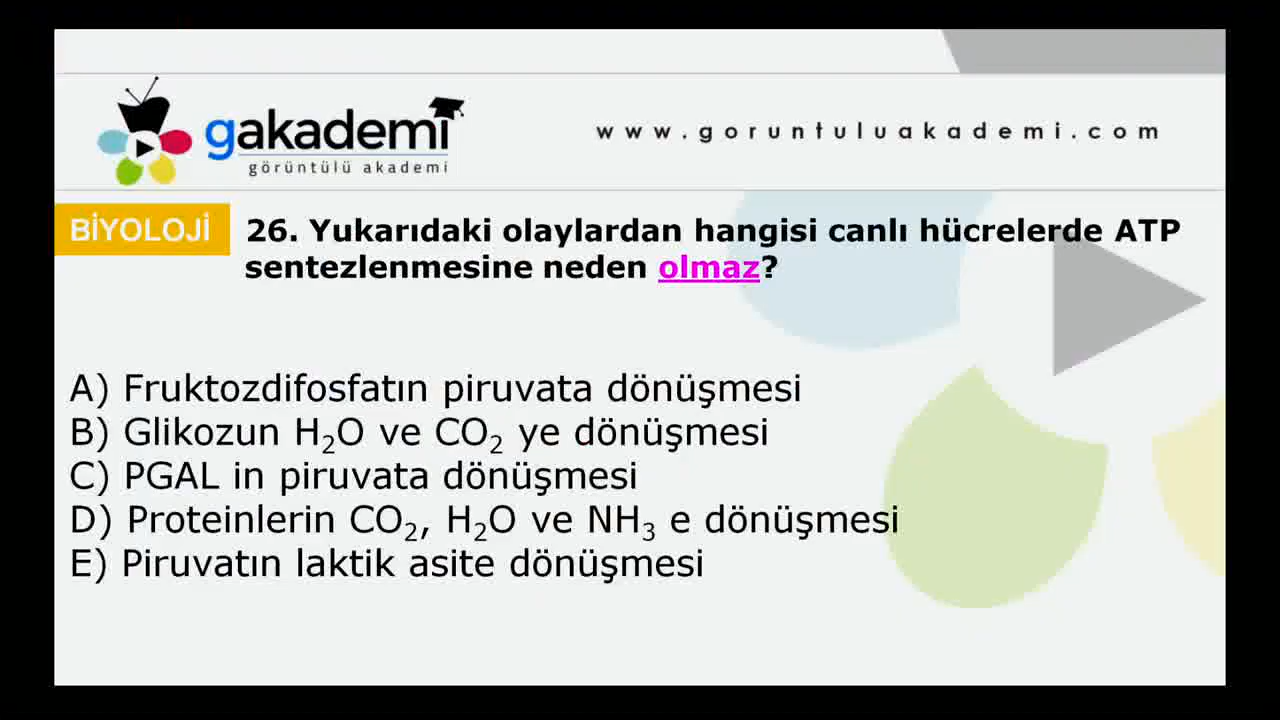 gakademi
görüntülü akademi
www.goruntuluakademi.com
BİYOLOJİ
26. Yukarıdaki olaylardan hangisi canlı hücrelerde ATP
sentezlenmesine neden olmaz?
A) Fruktozdifosfatın piruvata dönüşmesi
B) Glikozun H₂O ve CO₂ ye dönüşmesi
C) PGAL in piruvata dönüşmesi
D) Proteinlerin CO₂, H₂O ve NH₃ e dönüşmesi
E) Piruvatın laktik asite dönüşmesi